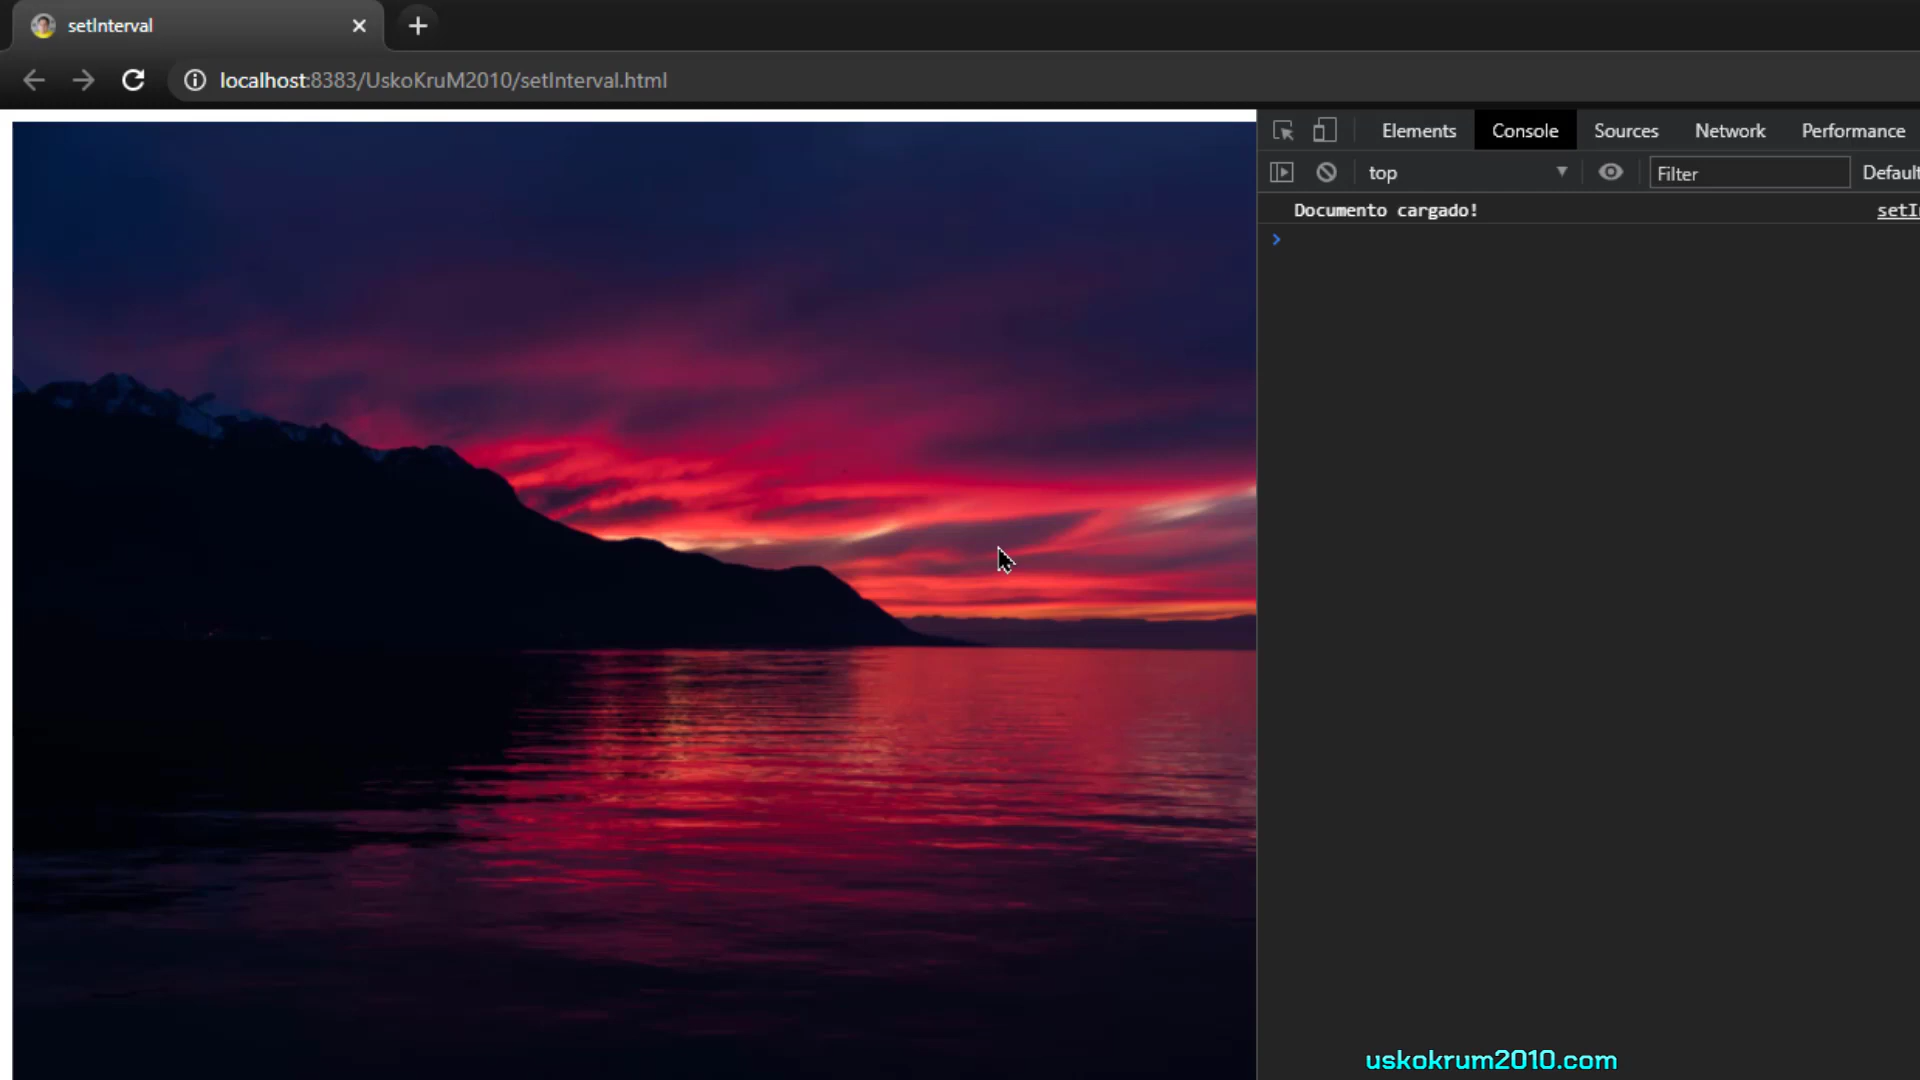 setInterval
localhost:8383/UskoKruM2010/setInterval.html
Elements Console Sources Network Performance
top Filter Default
Documento cargado!
uskokrum2010.com